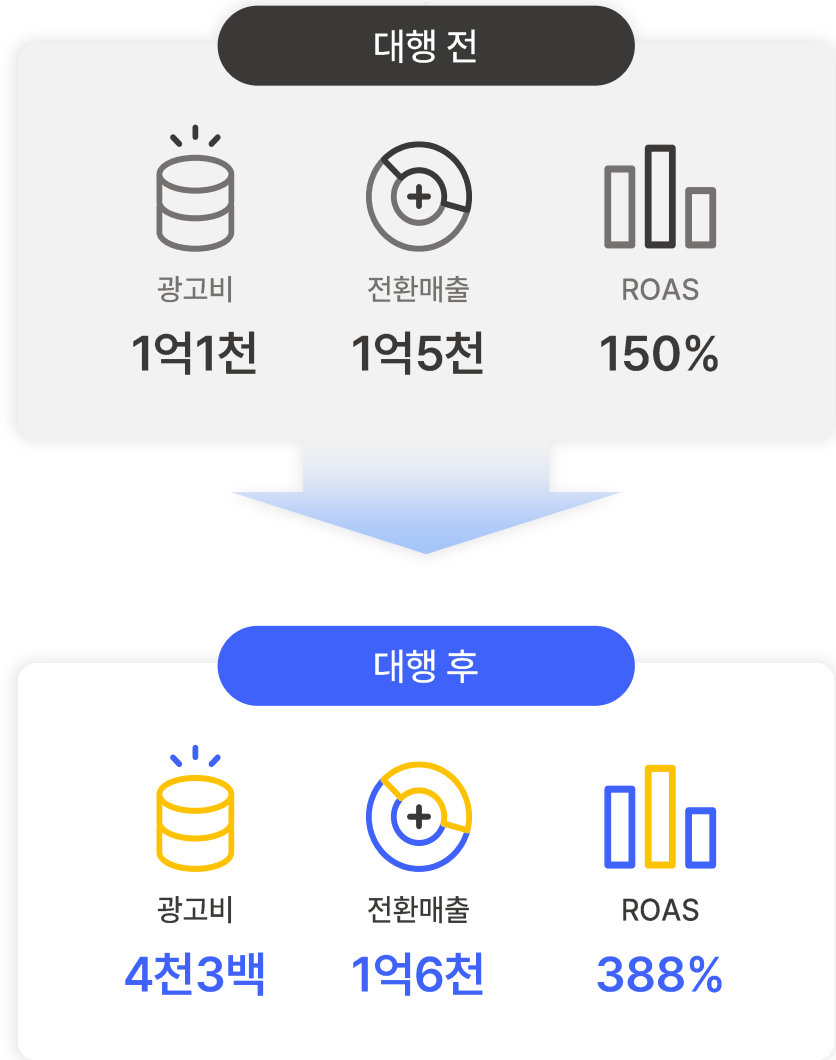 대행 전
광고비 전환매출 ROAS
1억1천 1억5천 150%
대행 후
광고비 전환매출 ROAS
4천3백 1억6천 388%